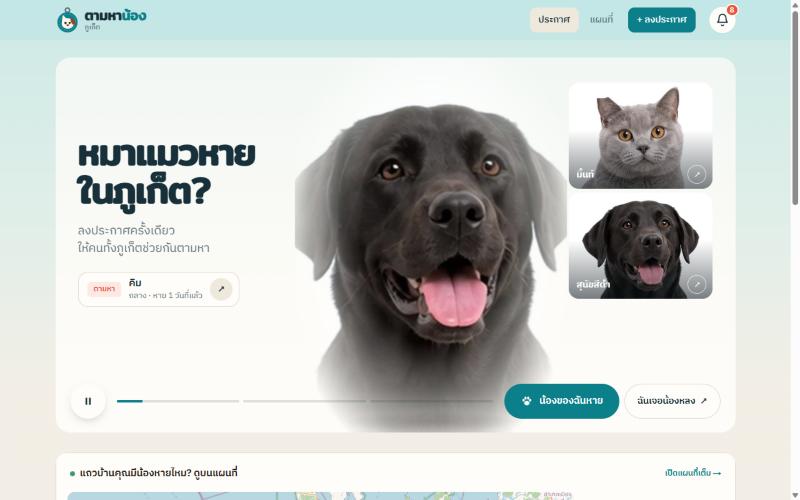 ตามหาน้อง
ภูเก็ต
ประกาศ
แผนที่
+ ลงประกาศ
8
หมาแมวหาย
ในภูเก็ต?
ลงประกาศครั้งเดียว
ให้คนทั้งภูเก็ตช่วยกันตามหา
ตามหา
คิม
ถลาง · หาย 1 วันที่แล้ว
มิ้นท์
สุนัขสีดำ
น้องของฉันหาย
ฉันเจอน้องหลง ↗
แถวบ้านคุณมีน้องหายไหม? ดูบนแผนที่
เปิดแผนที่เต็ม →